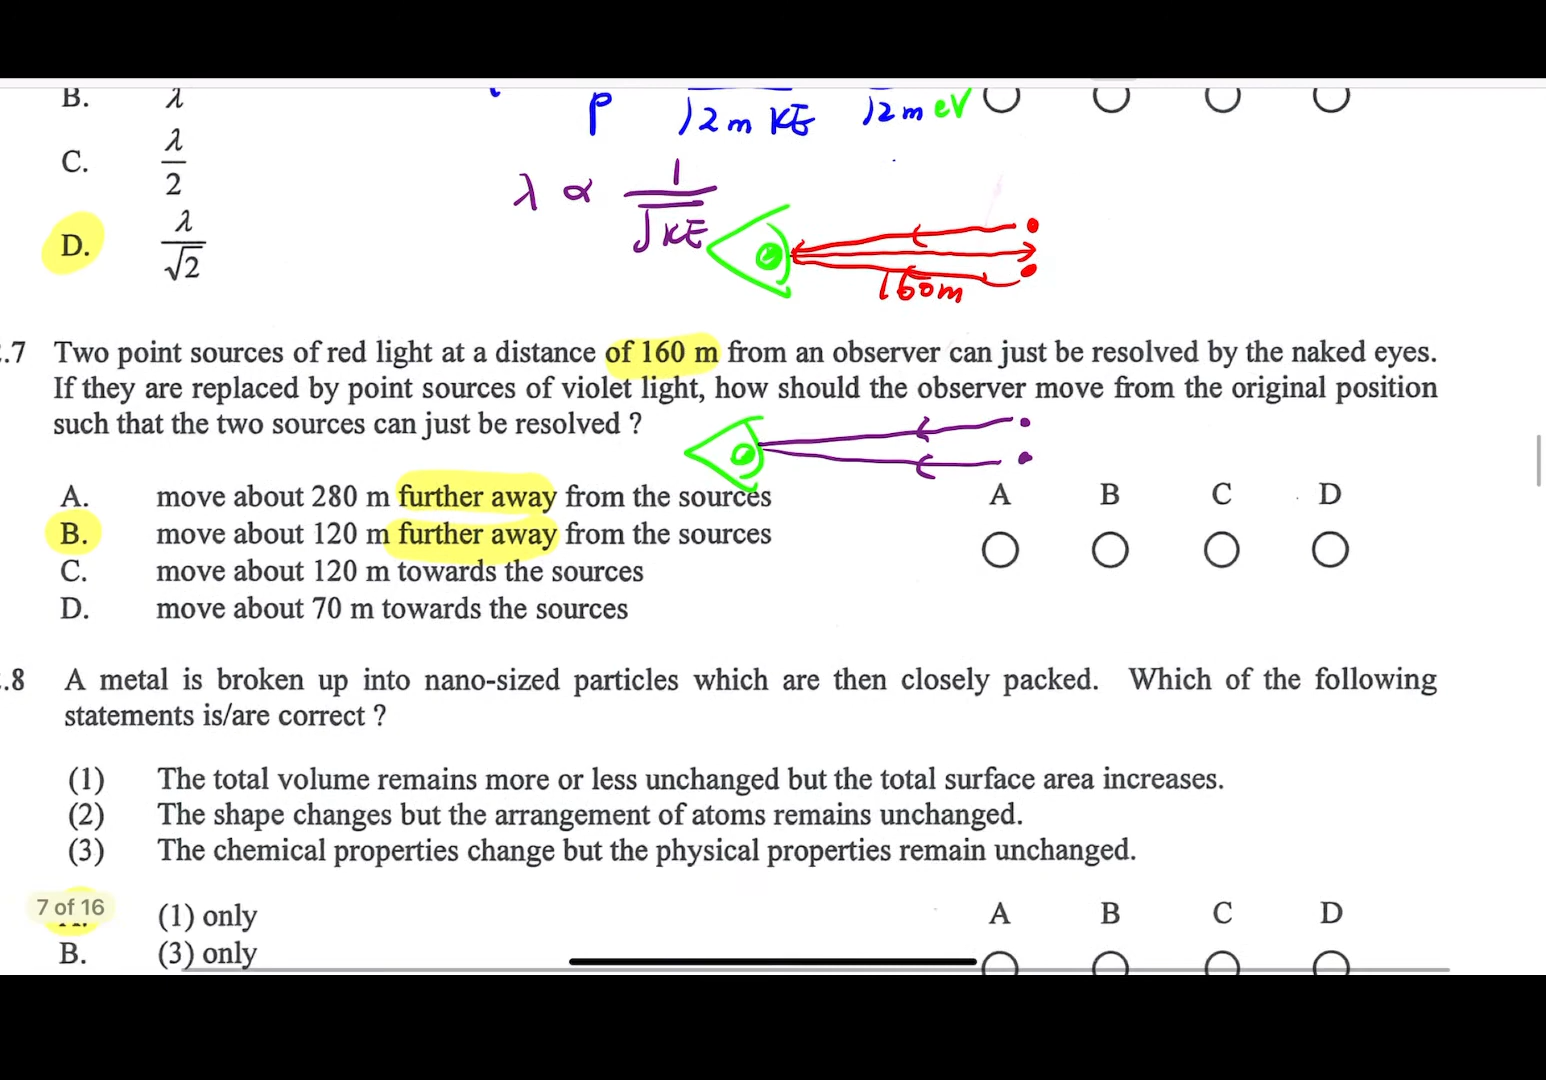 B. λ
p √2m KE √2m eV
C. λ/2
λ ∝ 1/√KE
D. λ/√2
160m
.7 Two point sources of red light at a distance of 160 m from an observer can just be resolved by the naked eyes.
If they are replaced by point sources of violet light, how should the observer move from the original position
such that the two sources can just be resolved ?
A. move about 280 m further away from the sources
B. move about 120 m further away from the sources
C. move about 120 m towards the sources
D. move about 70 m towards the sources
A B C D
.8 A metal is broken up into nano-sized particles which are then closely packed. Which of the following
statements is/are correct ?
(1) The total volume remains more or less unchanged but the total surface area increases.
(2) The shape changes but the arrangement of atoms remains unchanged.
(3) The chemical properties change but the physical properties remain unchanged.
7 of 16
(1) only
A B C D
B. (3) only